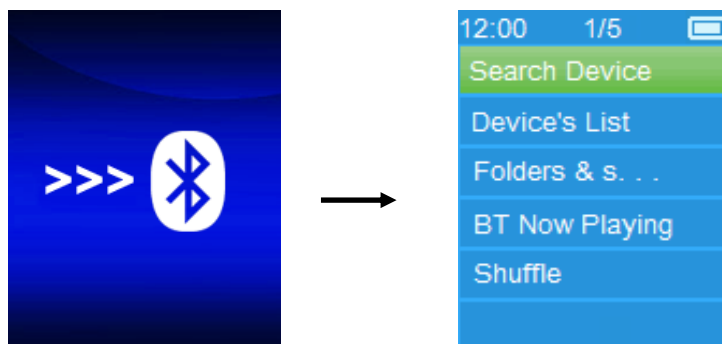 >>>
12:00 1/5
Search Device
Device's List
Folders & s. . .
BT Now Playing
Shuffle